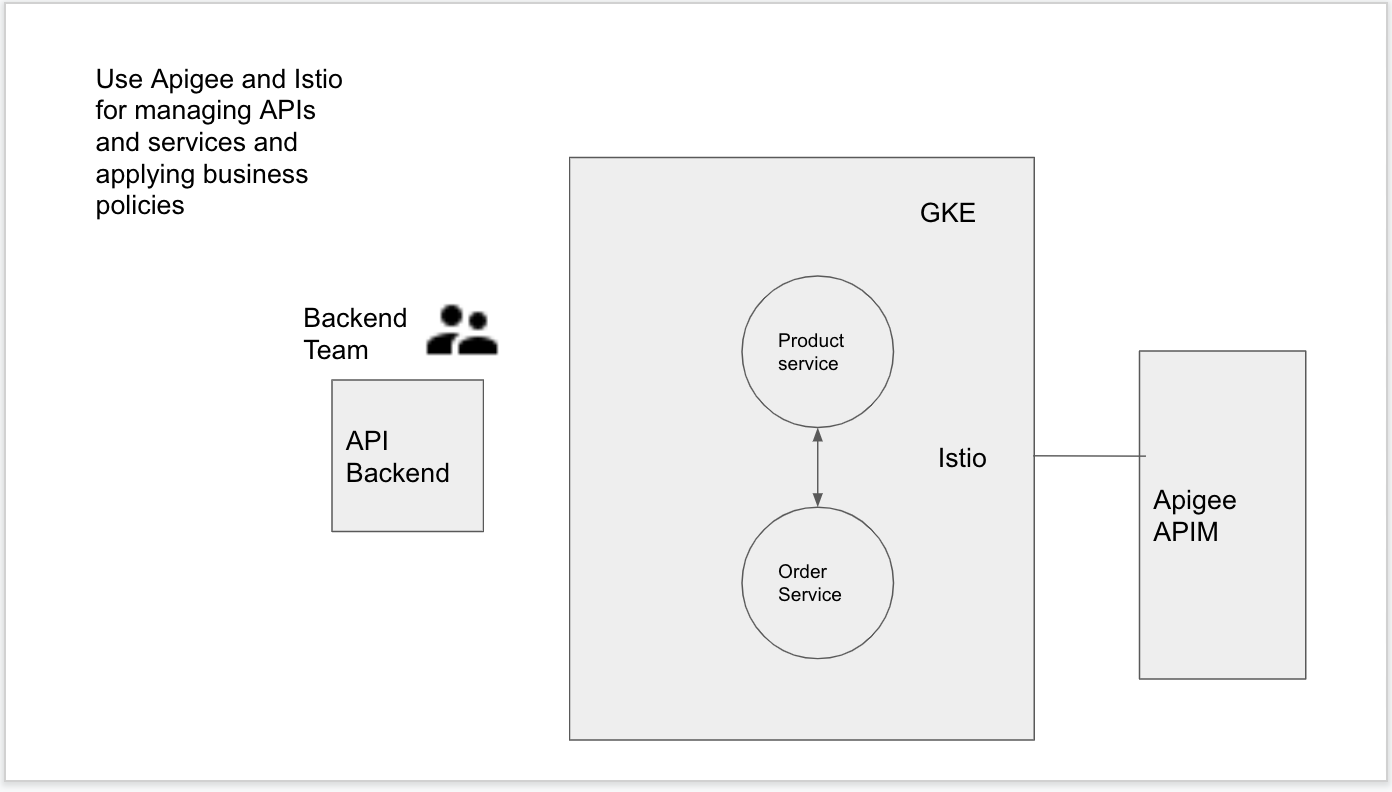 Use Apigee and Istio
for managing APIs
and services and
applying business
policies
GKE
Backend
Team
Product
service
API
Backend
Istio
Apigee
APIM
Order
Service